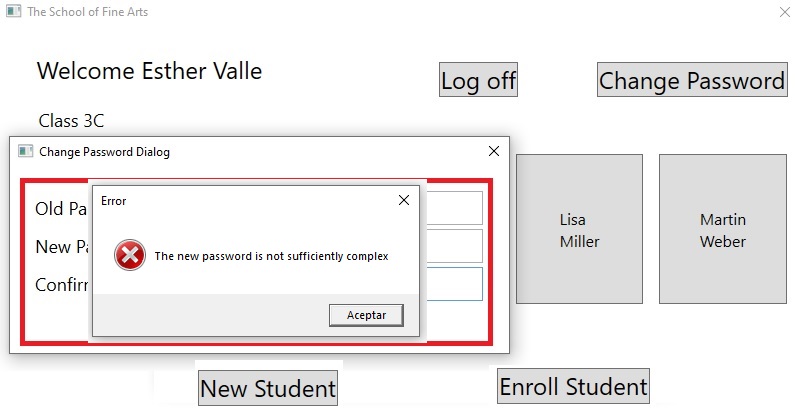 The School of Fine Arts
Welcome Esther Valle
Log off
Change Password
Class 3C
Change Password Dialog
Error
Old Pa
New Pa
Confirm
The new password is not sufficiently complex
Aceptar
Lisa
Miller
Martin
Weber
New Student
Enroll Student